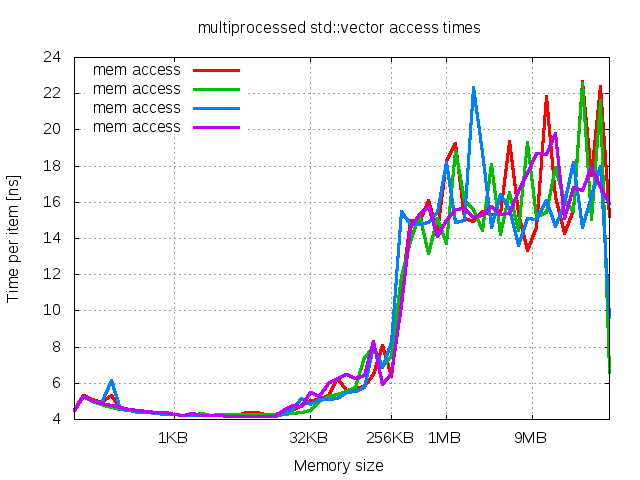 multiprocessed std::vector access times
24
22
20
18
16
14
12
10
8
6
4
Time per item [ns]
mem access
mem access
mem access
mem access
1KB
32KB
256KB
1MB
9MB
Memory size